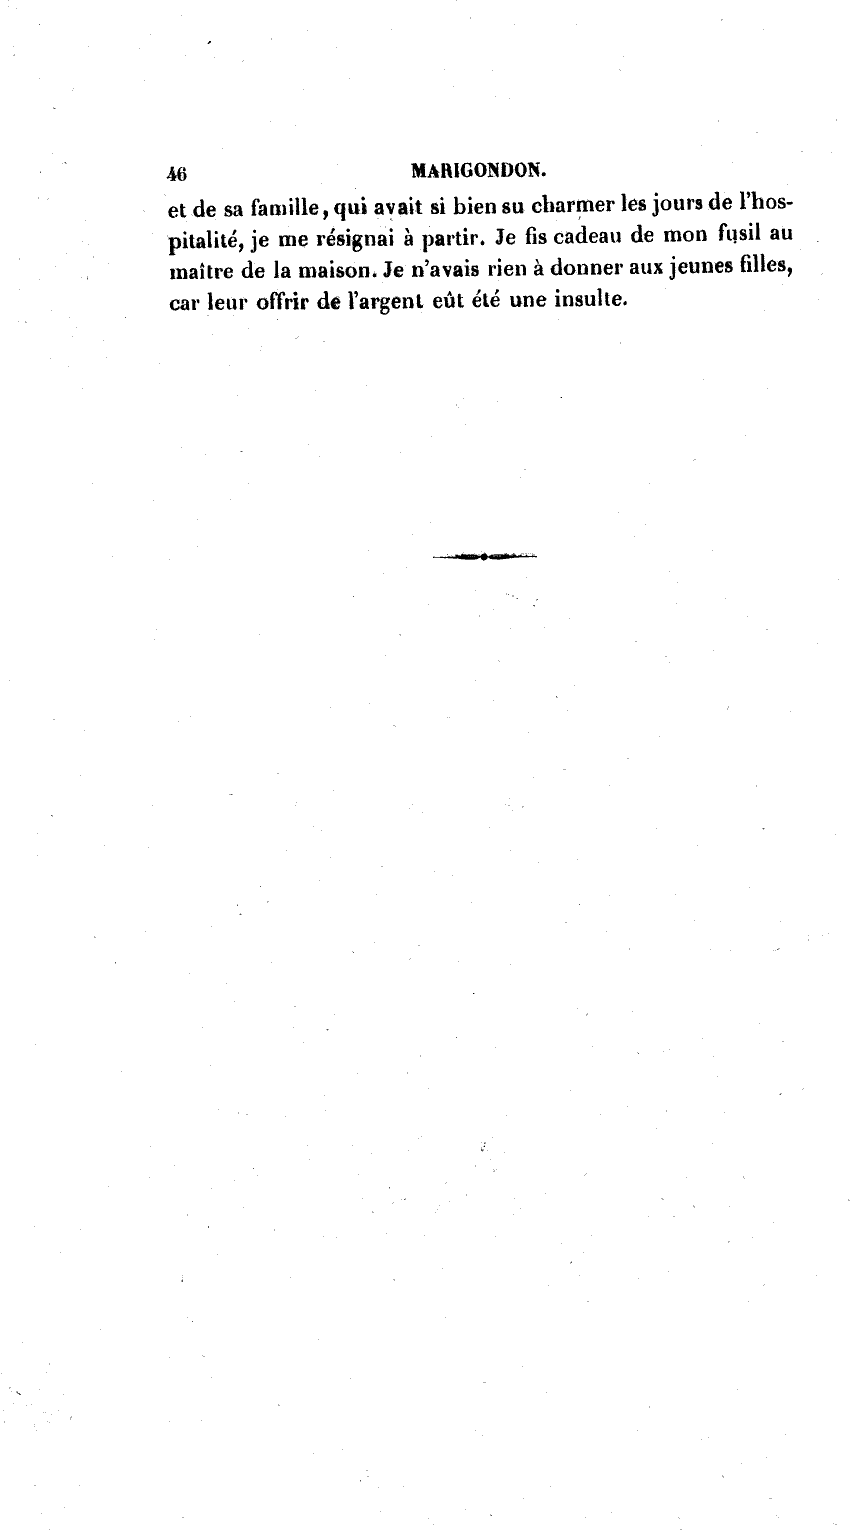 46 MARIGONDON.
et de sa famille, qui avait si bien su charmer les jours de l'hos-
pitalité, je me résignai à partir. Je fis cadeau de mon fusil au
maître de la maison. Je n'avais rien à donner aux jeunes filles,
car leur offrir de l'argent eût été une insulte.